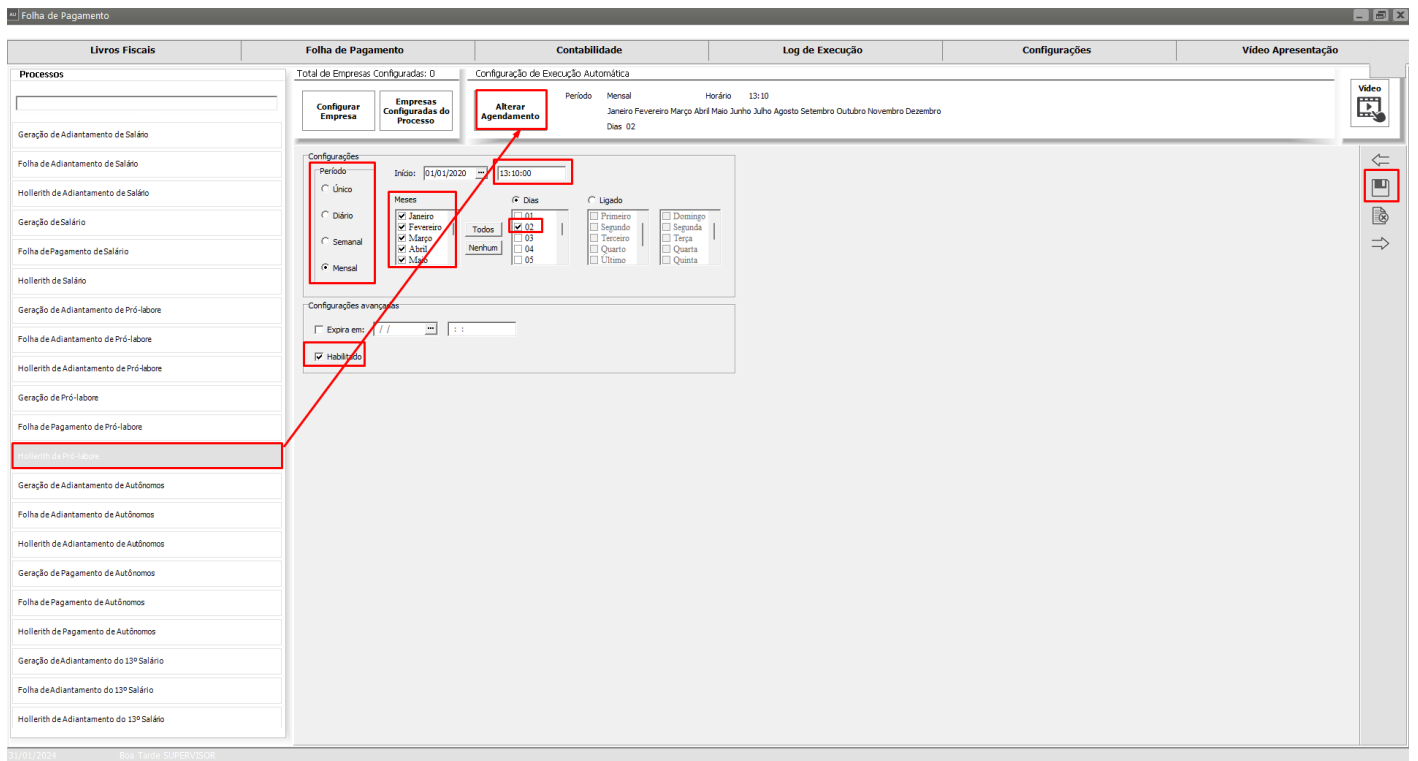 AU Folha de Pagamento
Livros Fiscais
Folha de Pagamento
Contabilidade
Log de Execução
Configurações
Vídeo Apresentação
Processos
Geração de Adiantamento de Salário
Folha de Adiantamento de Salário
Hollerith de Adiantamento de Salário
Geração de Salário
Folha de Pagamento de Salário
Hollerith de Salário
Geração de Adiantamento de Pró-labore
Folha de Adiantamento de Pró-labore
Hollerith de Adiantamento de Pró-labore
Geração de Pró-labore
Folha de Pagamento de Pró-labore
Hollerith de Pró-labore
Geração de Adiantamento de Autônomos
Folha de Adiantamento de Autônomos
Hollerith de Adiantamento de Autônomos
Geração de Pagamento de Autônomos
Folha de Pagamento de Autônomos
Hollerith de Pagamento de Autônomos
Geração de Adiantamento do 13º Salário
Folha de Adiantamento do 13º Salário
Hollerith de Adiantamento do 13º Salário
Total de Empresas Configuradas: 0
Configurar
Empresa
Empresas
Configuradas do
Processo
Configuração de Execução Automática
Alterar
Agendamento
Período Mensal Horário 13:10
Janeiro Fevereiro Março Abril Maio Junho Julho Agosto Setembro Outubro Novembro Dezembro
Dias 02
Vídeo
Configurações
Período
Único
Diário
Semanal
Mensal
Início: 01/01/2020 ... 13:10:00
Meses
Janeiro
Fevereiro
Março
Abril
Maio
Todos
Nenhum
Dias
01
02
03
04
05
Ligado
Primeiro
Segundo
Terceiro
Quarto
Último
Domingo
Segunda
Terça
Quarta
Quinta
Configurações avançadas
Expira em: / / ... : :
Habilitado
31/01/2024 Boa Tarde SUPERVISOR